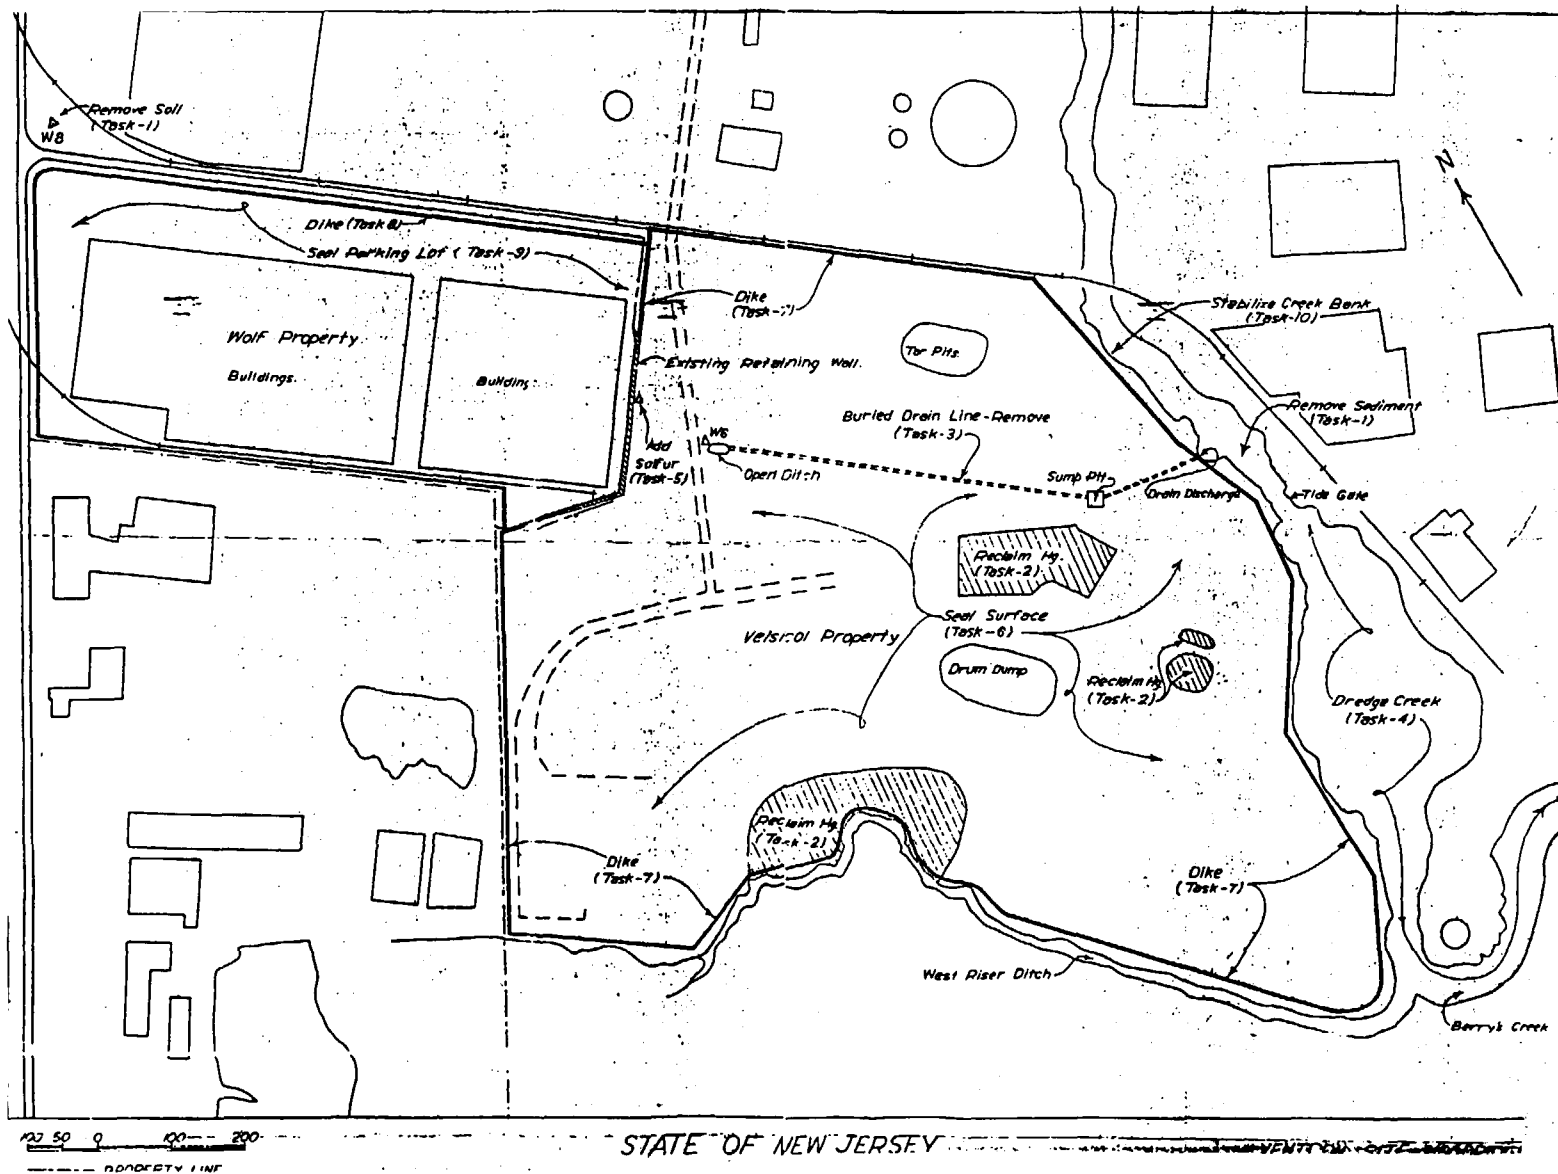 Remove Soil
(Task-1)
W8
N
Dike (Task 8)
Seal Parking Lot (Task-9)
Dike
(Task-7)
Stabilize Creek Bank
(Task-10)
Wolf Property
Buildings.
Building
Existing Retaining Wall.
Tar Pits
Buried Drain Line-Remove
(Task-3)
Remove Sediment
(Task-1)
Add
Sulfur
(Task-5)
W6
Open Ditch
Sump Pit
Drain Discharge
Tide Gate
Reclaim Hg.
(Task-2)
Seal Surface
(Task-6)
Velsicol Property
Drum Dump
Reclaim Hg
(Task-2)
Dredge Creek
(Task-4)
Reclaim Hg
(Task-2)
Dike
(Task-7)
Dike
(Task-7)
West Riser Ditch
Berry's Creek
100 50 0 100 200
STATE OF NEW JERSEY
PROPERTY LINE